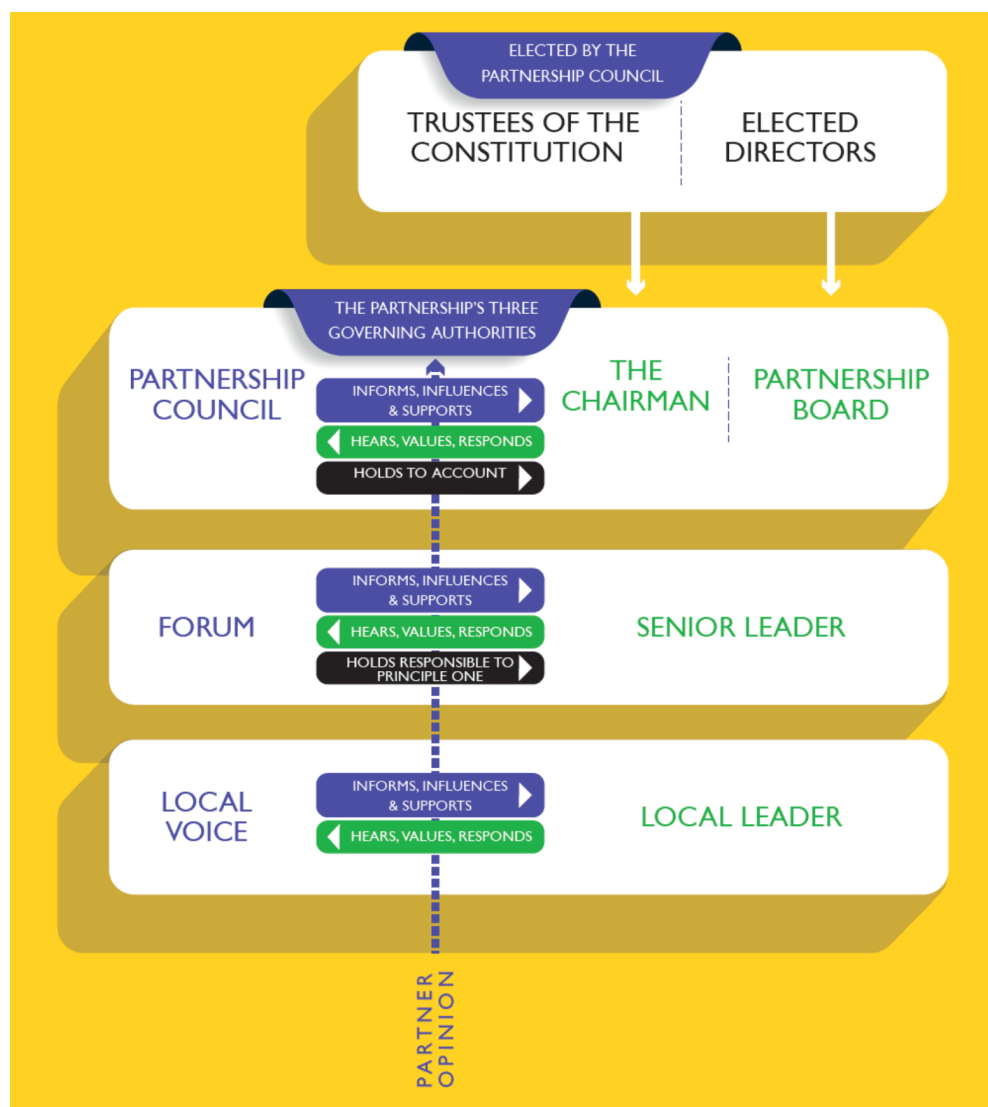 ELECTED BY THE
PARTNERSHIP COUNCIL
TRUSTEES OF THE
CONSTITUTION
ELECTED
DIRECTORS
THE PARTNERSHIP'S THREE
GOVERNING AUTHORITIES
PARTNERSHIP
COUNCIL
INFORMS, INFLUENCES
& SUPPORTS
HEARS, VALUES, RESPONDS
HOLDS TO ACCOUNT
THE
CHAIRMAN
PARTNERSHIP
BOARD
FORUM
INFORMS, INFLUENCES
& SUPPORTS
HEARS, VALUES, RESPONDS
HOLDS RESPONSIBLE TO
PRINCIPLE ONE
SENIOR LEADER
LOCAL
VOICE
INFORMS, INFLUENCES
& SUPPORTS
HEARS, VALUES, RESPONDS
LOCAL LEADER
PARTNER
OPINION